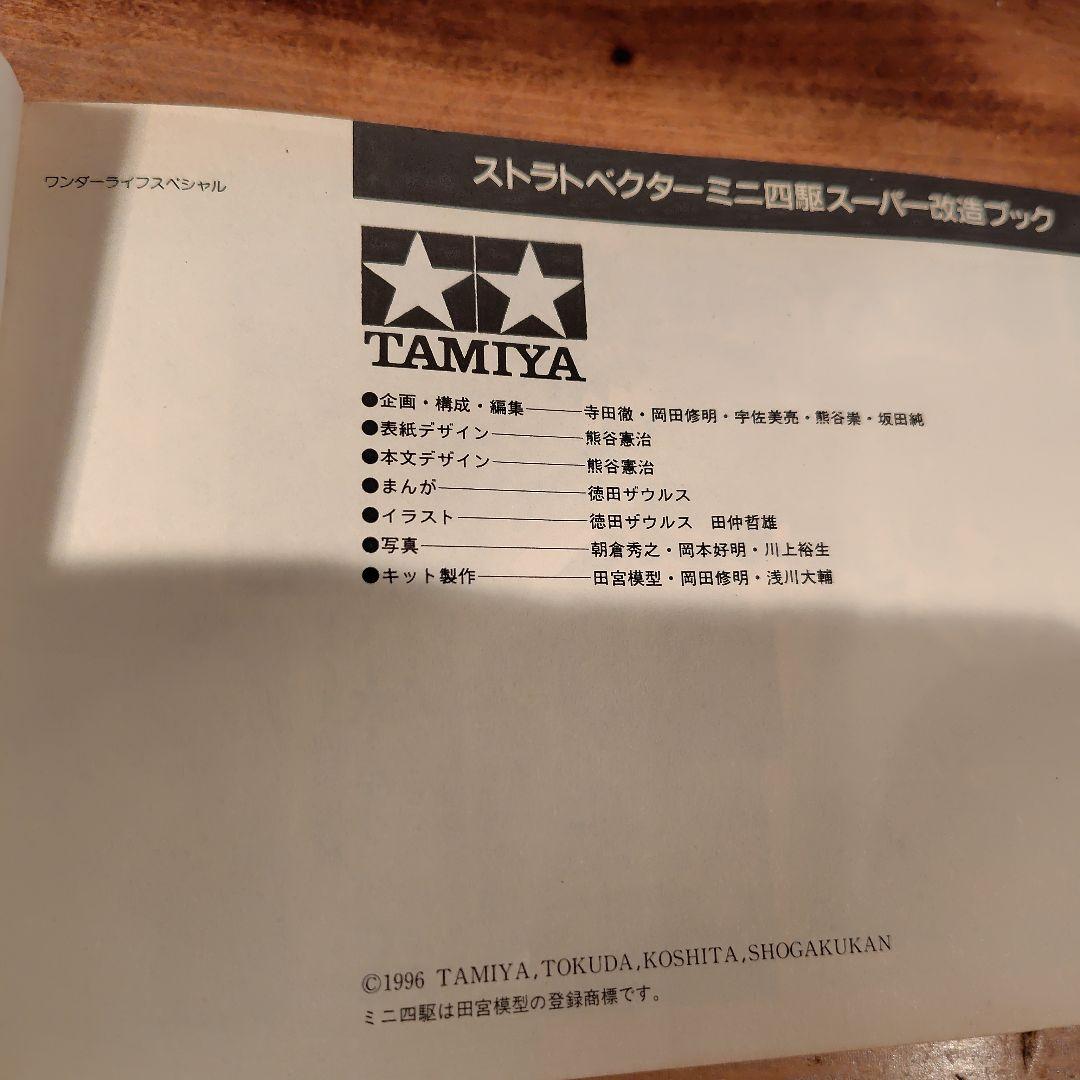 ワンダーライフスペシャル
ストラトベクターミニ四駆スーパー改造ブック
TAMIYA
●企画・構成・編集――寺田徹・岡田修明・宇佐美亮・熊谷崇・坂田純
●表紙デザイン――熊谷憲治
●本文デザイン――熊谷憲治
●まんが――徳田ザウルス
●イラスト――徳田ザウルス 田仲哲雄
●写真――朝倉秀之・岡本好明・川上裕生
●キット製作――田宮模型・岡田修明・浅川大輔
©1996 TAMIYA,TOKUDA,KOSHITA,SHOGAKUKAN
ミニ四駆は田宮模型の登録商標です。